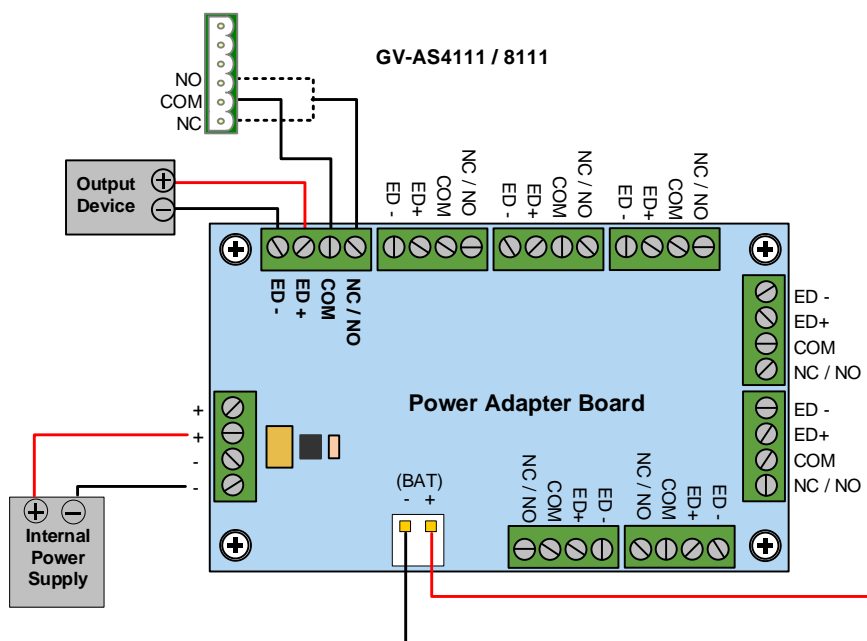 GV-AS4111 / 8111
NO
COM
NC
Output
Device
+
-
ED -
ED+
COM
NC / NO
ED -
ED+
COM
NC / NO
ED -
ED+
COM
NC / NO
ED -
ED +
COM
NC / NO
ED -
ED+
COM
NC / NO
Power Adapter Board
ED -
ED+
COM
NC / NO
+
+
-
-
(BAT)
- +
NC / NO
COM
ED+
ED -
NC / NO
COM
ED+
ED -
+ -
Internal
Power
Supply